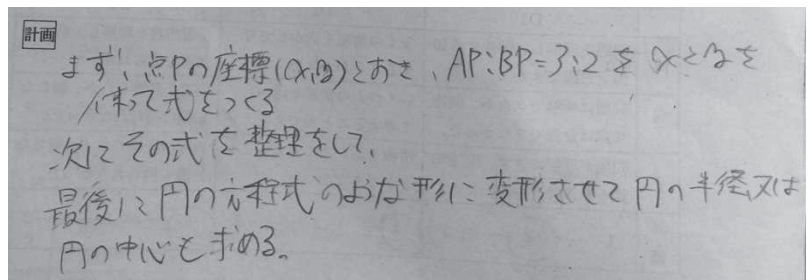 計画
まず、点Pの座標(x,y)とおき、AP:BP=3:2をxとyを
使って式をつくる
次にその式を整理をして、
最後に円の方程式のような形に変形させて円の半径又は
円の中心も求める。